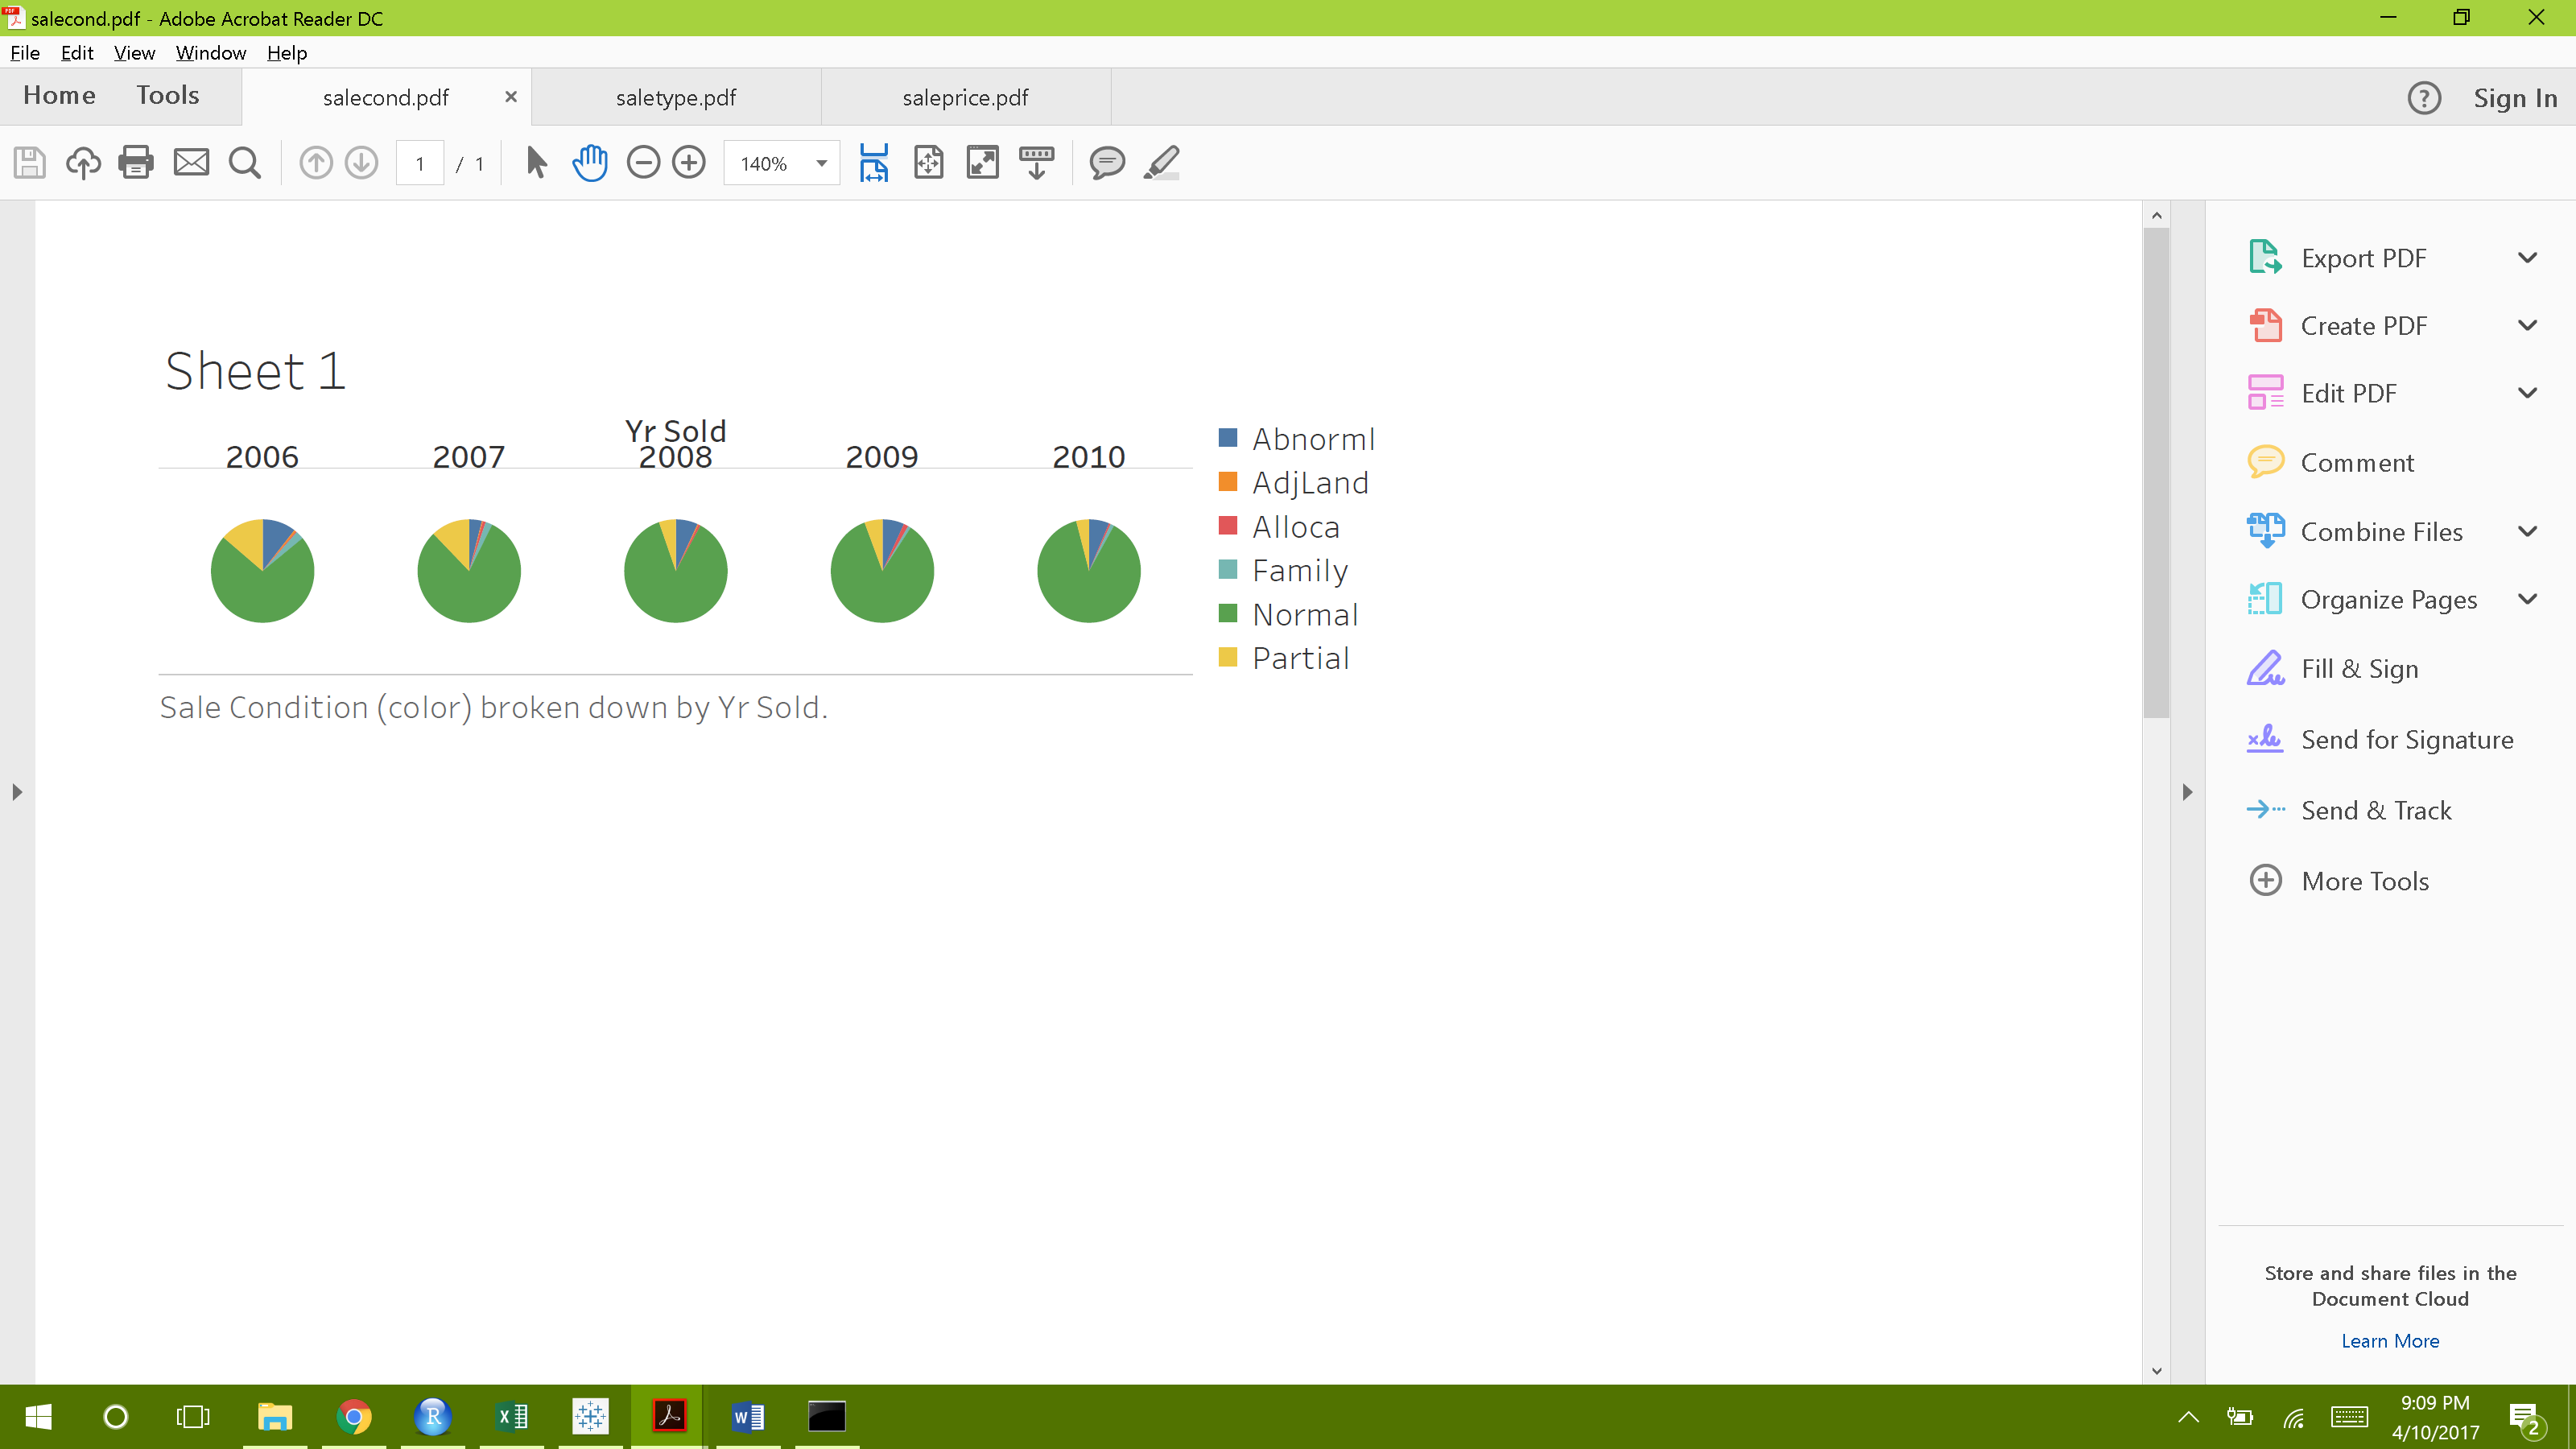 salecond.pdf - Adobe Acrobat Reader DC
File Edit View Window Help
Home Tools salecond.pdf saletype.pdf saleprice.pdf Sign In
1 / 1 140%
Sheet 1
Yr Sold
2006 2007 2008 2009 2010
Abnorml
AdjLand
Alloca
Family
Normal
Partial
Sale Condition (color) broken down by Yr Sold.
Export PDF
Create PDF
Edit PDF
Comment
Combine Files
Organize Pages
Fill & Sign
Send for Signature
Send & Track
More Tools
Store and share files in the
Document Cloud
Learn More
9:09 PM
4/10/2017
2